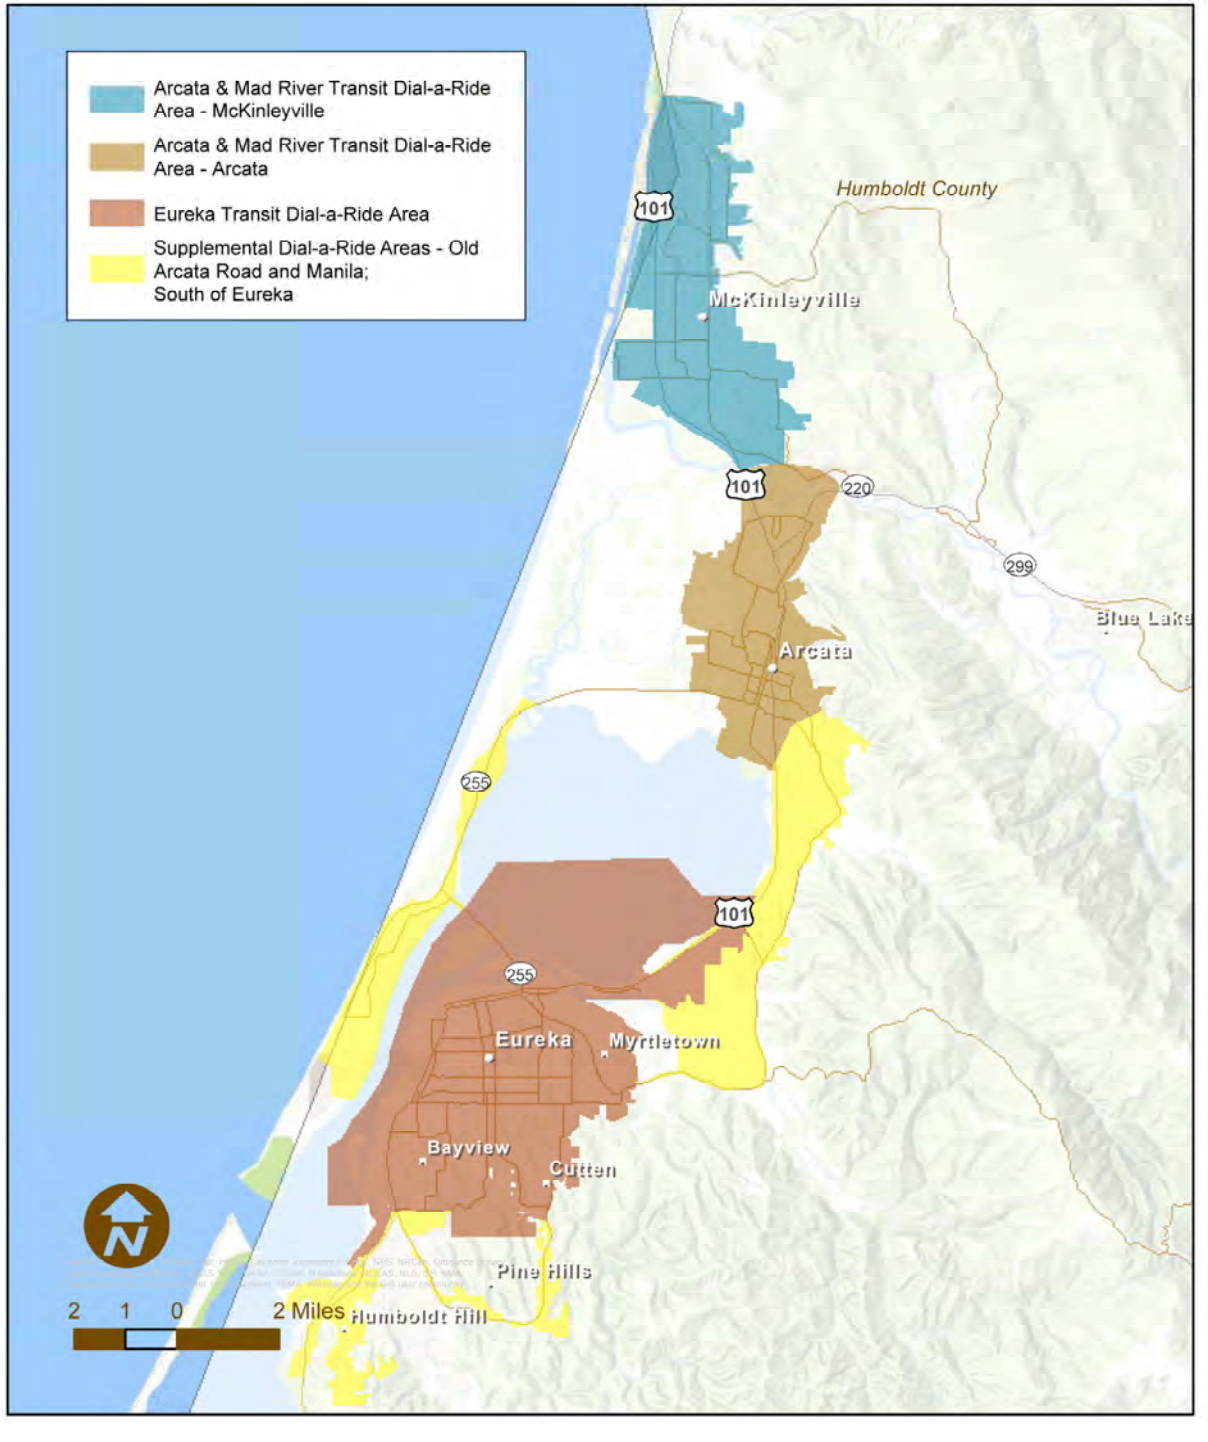 Arcata & Mad River Transit Dial-a-Ride
Area - McKinleyville
Arcata & Mad River Transit Dial-a-Ride
Area - Arcata
Eureka Transit Dial-a-Ride Area
Supplemental Dial-a-Ride Areas - Old
Arcata Road and Manila;
South of Eureka
Humboldt County
101
McKinleyville
101
220
299
Blue Lake
Arcata
255
101
255
Eureka
Myrtletown
Bayview
Cutten
N
Pine Hills
2 1 0 2 Miles
Humboldt Hill